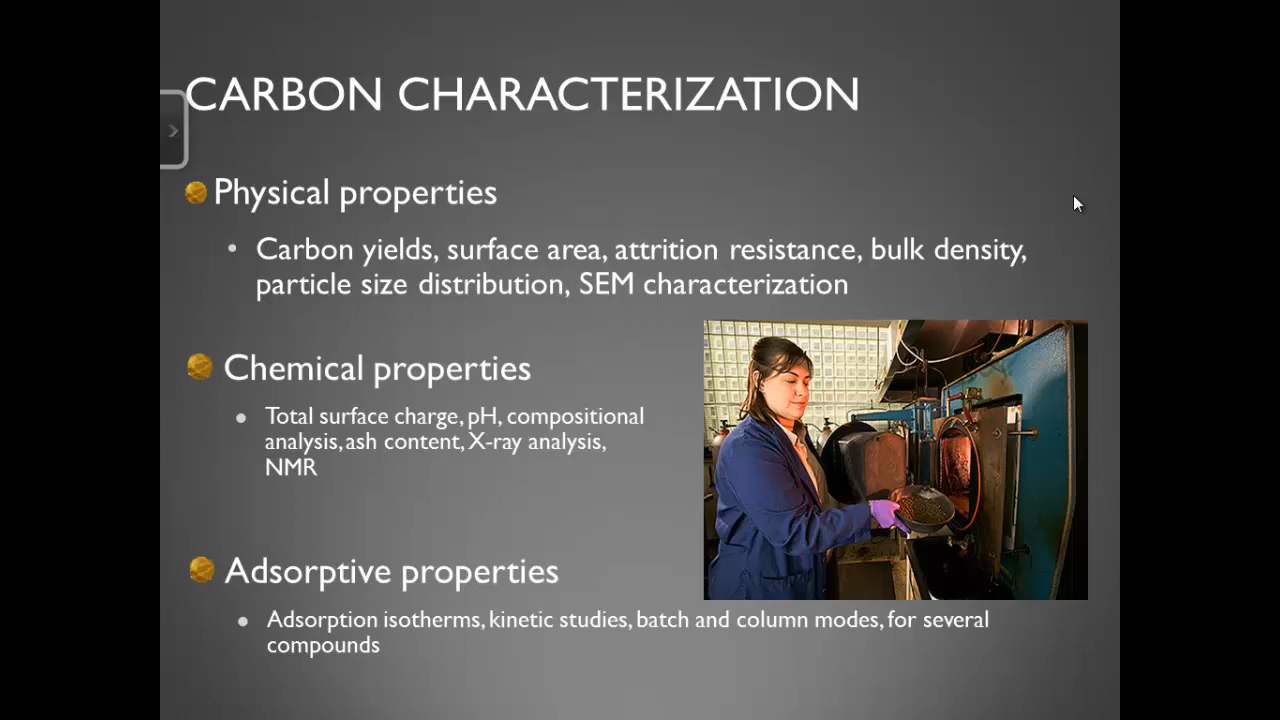 CARBON CHARACTERIZATION
Physical properties
• Carbon yields, surface area, attrition resistance, bulk density,
particle size distribution, SEM characterization
Chemical properties
• Total surface charge, pH, compositional
analysis, ash content, X-ray analysis,
NMR
Adsorptive properties
• Adsorption isotherms, kinetic studies, batch and column modes, for several
compounds